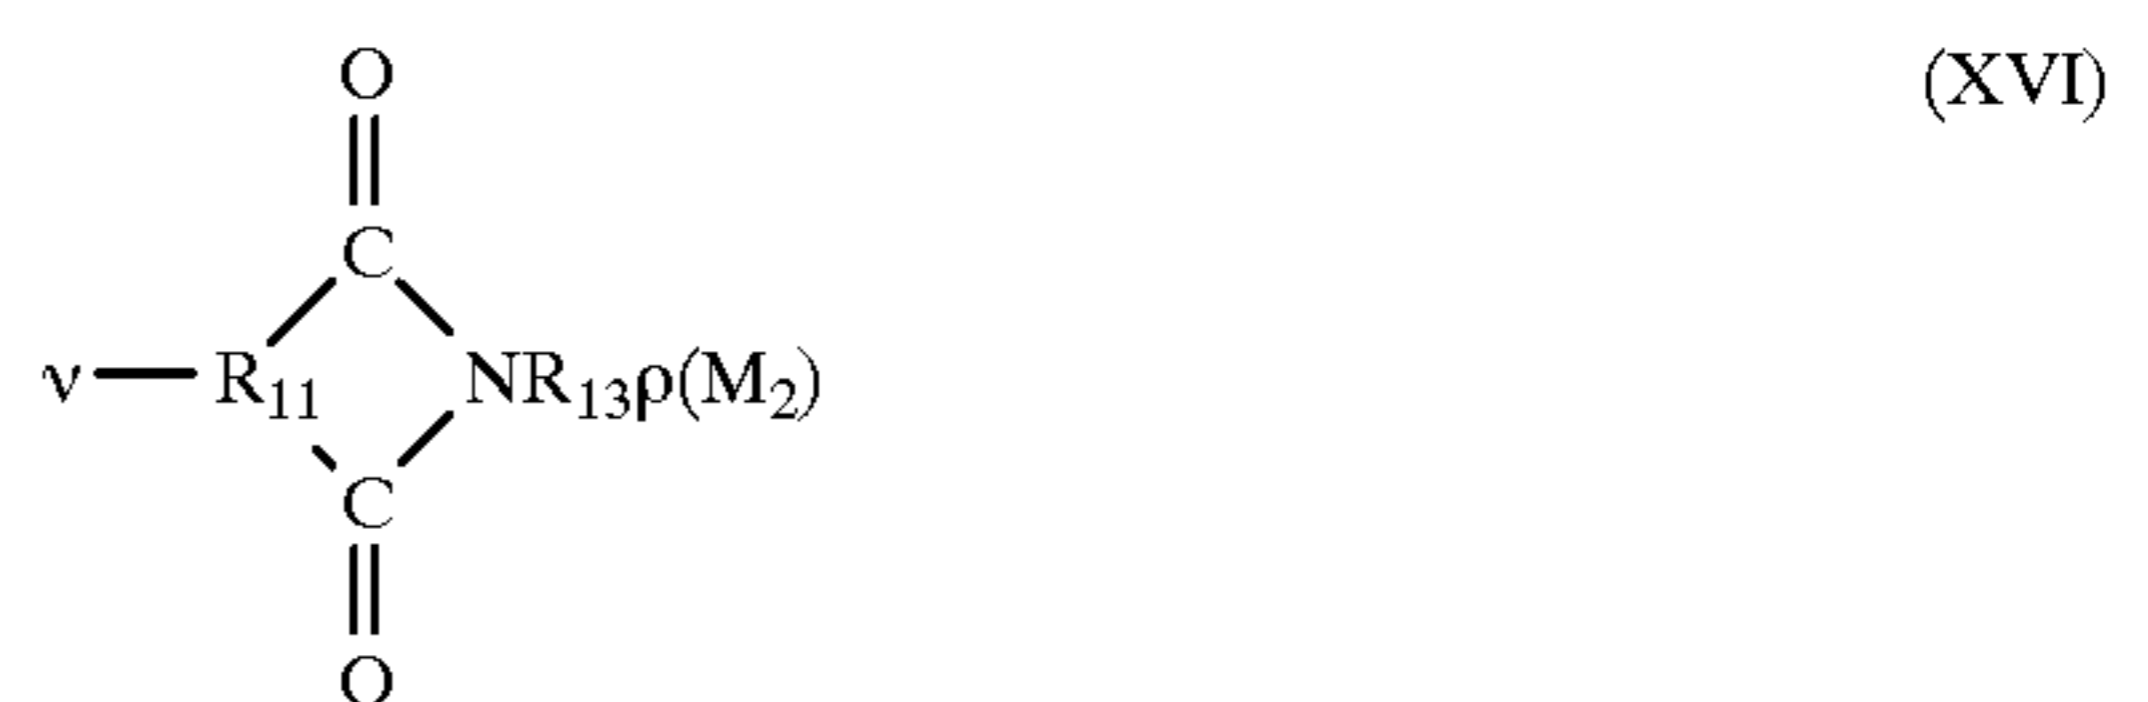 O (XVI)
C
ν—R₁₁ NR₁₃ρ(M₂)
C
O